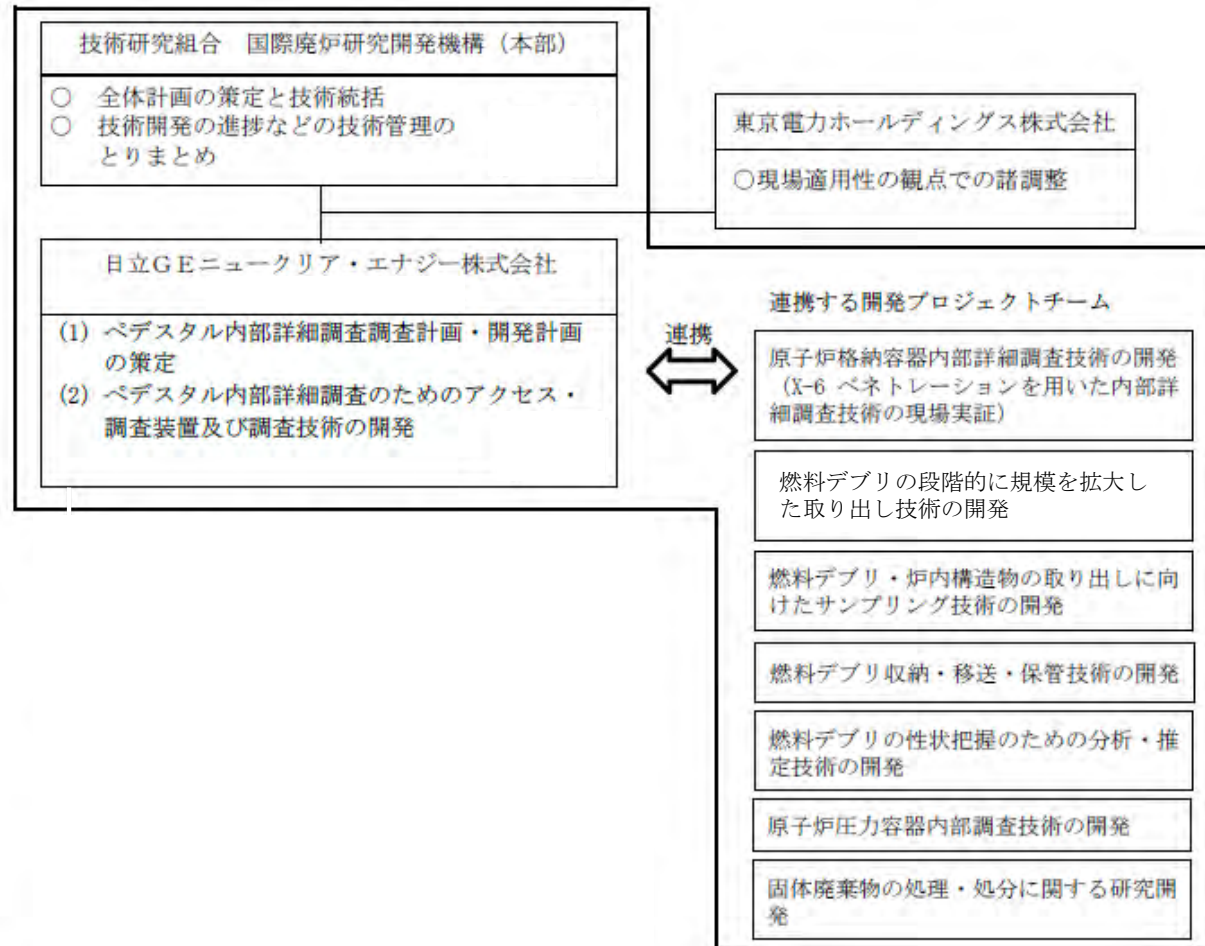 技術研究組合　国際廃炉研究開発機構（本部）
○　全体計画の策定と技術統括
○　技術開発の進捗などの技術管理の
とりまとめ
東京電力ホールディングス株式会社
○現場適用性の観点での諸調整
日立ＧＥニュークリア・エナジー株式会社
(1) ペデスタル内部詳細調査調査計画・開発計画
の策定
(2) ペデスタル内部詳細調査のためのアクセス・
調査装置及び調査技術の開発
連携
連携する開発プロジェクトチーム
原子炉格納容器内部詳細調査技術の開発
（X-6 ペネトレーションを用いた内部詳
細調査技術の現場実証）
燃料デブリの段階的に規模を拡大し
た取り出し技術の開発
燃料デブリ・炉内構造物の取り出しに向
けたサンプリング技術の開発
燃料デブリ収納・移送・保管技術の開発
燃料デブリの性状把握のための分析・推
定技術の開発
原子炉圧力容器内部調査技術の開発
固体廃棄物の処理・処分に関する研究開
発